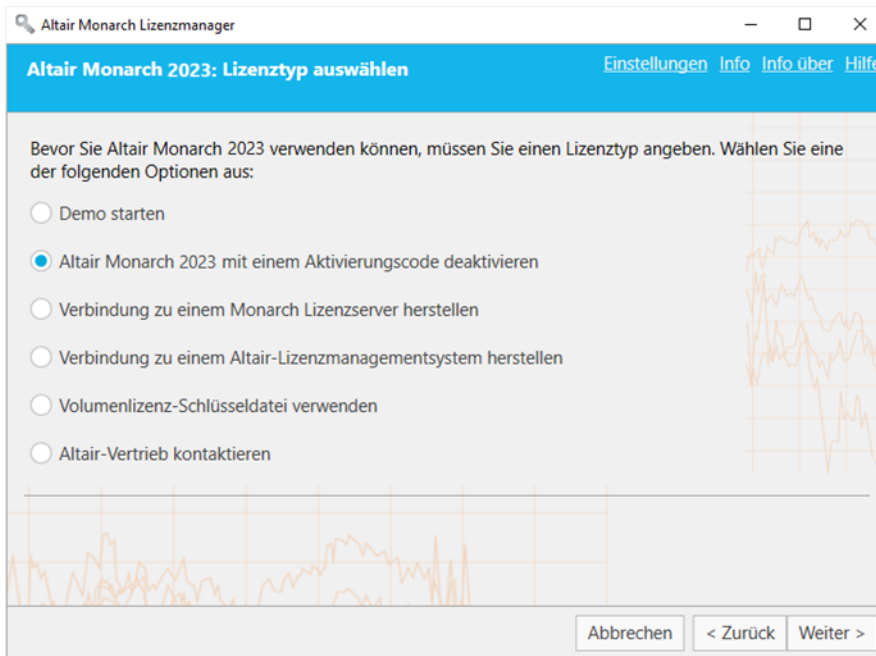 Altair Monarch Lizenzmanager
Altair Monarch 2023: Lizenztyp auswählen
Einstellungen Info Info über Hilfe
Bevor Sie Altair Monarch 2023 verwenden können, müssen Sie einen Lizenztyp angeben. Wählen Sie eine
der folgenden Optionen aus:
Demo starten
Altair Monarch 2023 mit einem Aktivierungscode deaktivieren
Verbindung zu einem Monarch Lizenzserver herstellen
Verbindung zu einem Altair-Lizenzmanagementsystem herstellen
Volumenlizenz-Schlüsseldatei verwenden
Altair-Vertrieb kontaktieren
Abbrechen < Zurück Weiter >